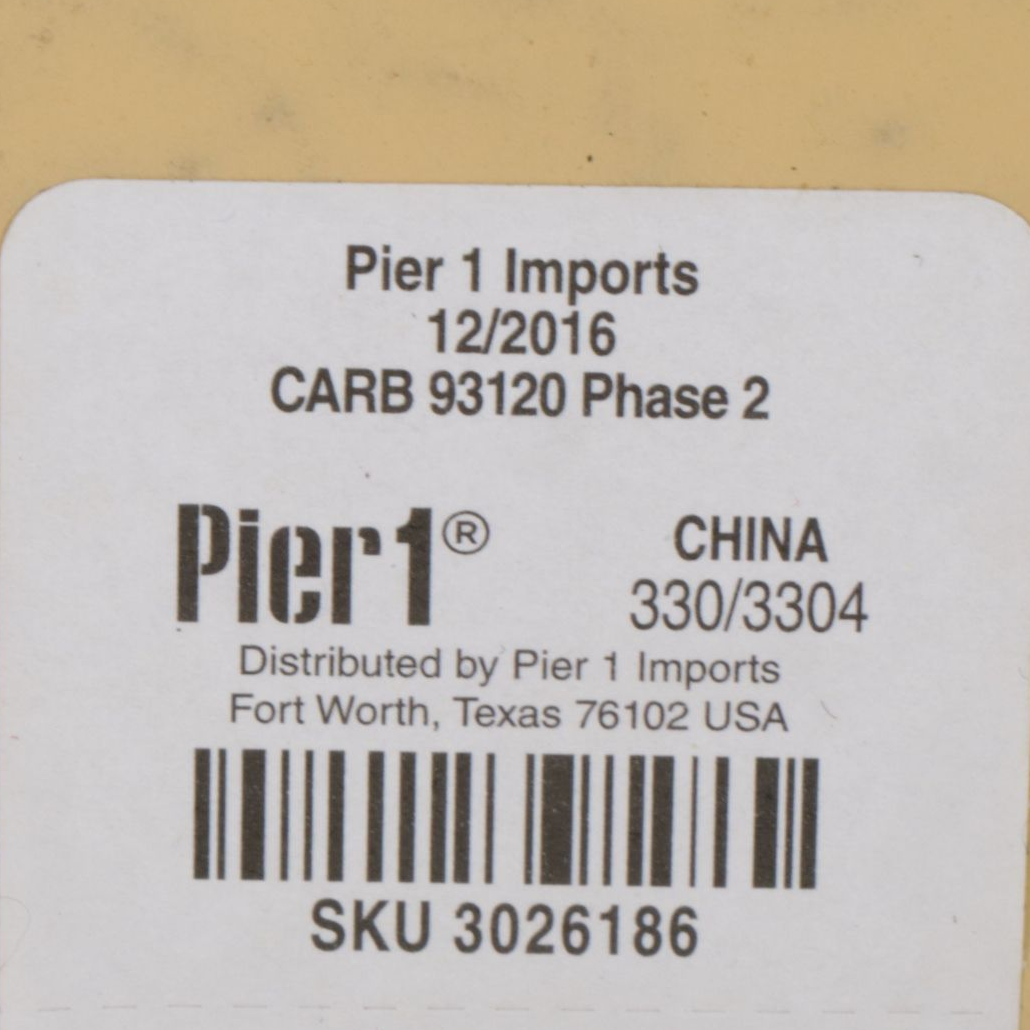 Pier 1 Imports
12/2016
CARB 93120 Phase 2
Pier1®
CHINA
330/3304
Distributed by Pier 1 Imports
Fort Worth, Texas 76102 USA
SKU 3026186